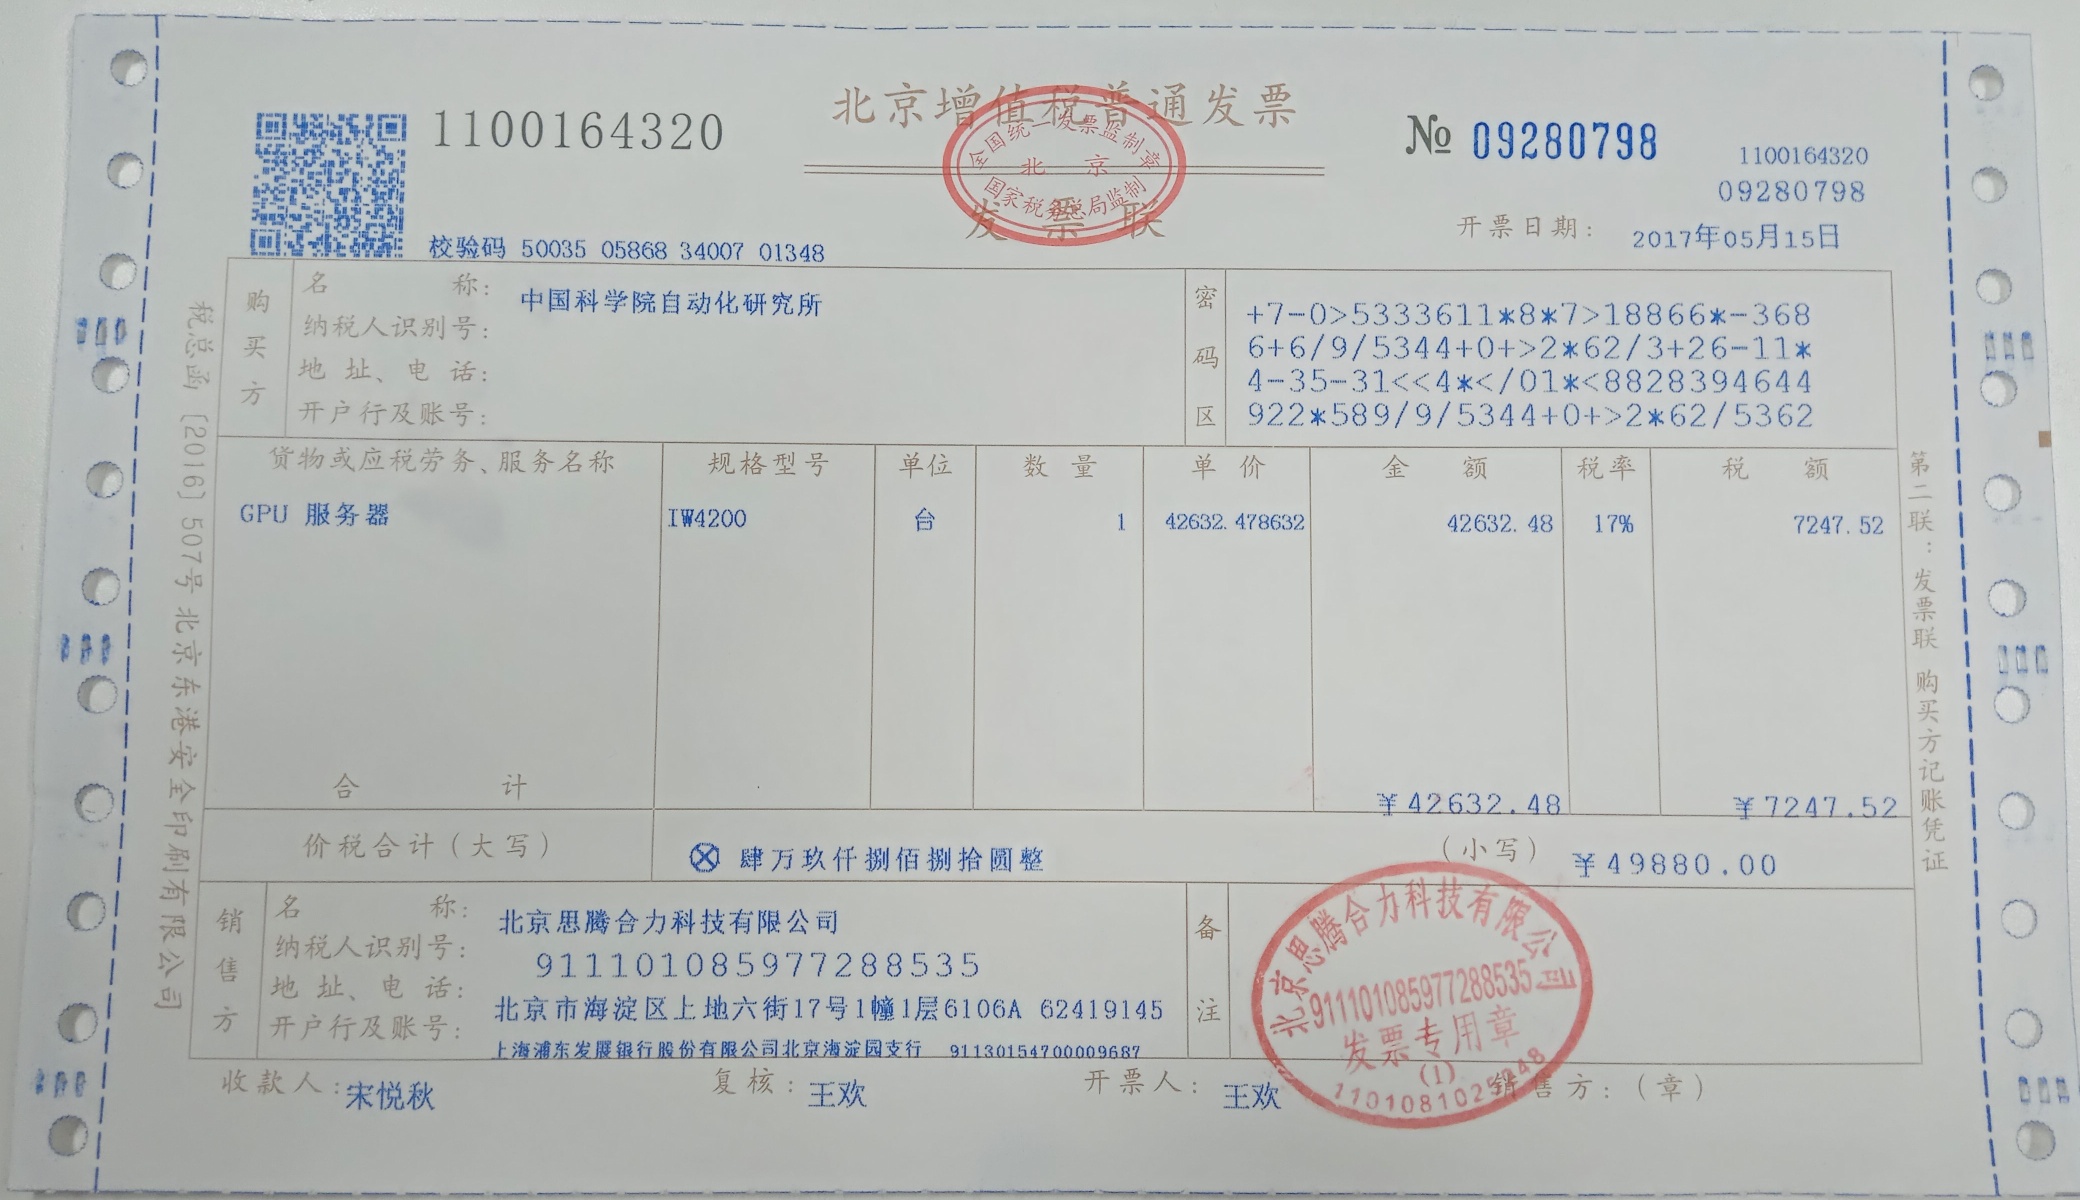 北京增值税普通发票
发票联
全国统一发票监制章
北京
国家税务总局监制
1100164320
№ 09280798
1100164320
09280798
开票日期: 2017年05月15日
校验码 50035 05868 34007 01348
购买方
名称: 中国科学院自动化研究所
纳税人识别号:
地址、电话:
开户行及账号:
密码区
+7-0>5333611*8*7>18866*-368
6+6/9/5344+0+>2*62/3+26-11*
4-35-31<<4*</01*<8828394644
922*589/9/5344+0+>2*62/5362
货物或应税劳务、服务名称 规格型号 单位 数量 单价 金额 税率 税额
GPU 服务器 IW4200 台 1 42632.478632 42632.48 17% 7247.52
合计 ¥42632.48 ¥7247.52
价税合计(大写) ⊗ 肆万玖仟捌佰捌拾圆整 (小写) ¥49880.00
销售方
名称: 北京思腾合力科技有限公司
纳税人识别号: 911101085977288535
地址、电话: 北京市海淀区上地六街17号1幢1层6106A 62419145
开户行及账号: 上海浦东发展银行股份有限公司北京海淀园支行 91130154700009687
备注
北京思腾合力科技有限公司
911101085977288535
发票专用章
(1)
收款人: 宋悦秋 复核: 王欢 开票人: 王欢 销售方: (章)
税总函〔2016〕507号 北京东港安全印刷有限公司
第二联: 发票联 购买方记账凭证